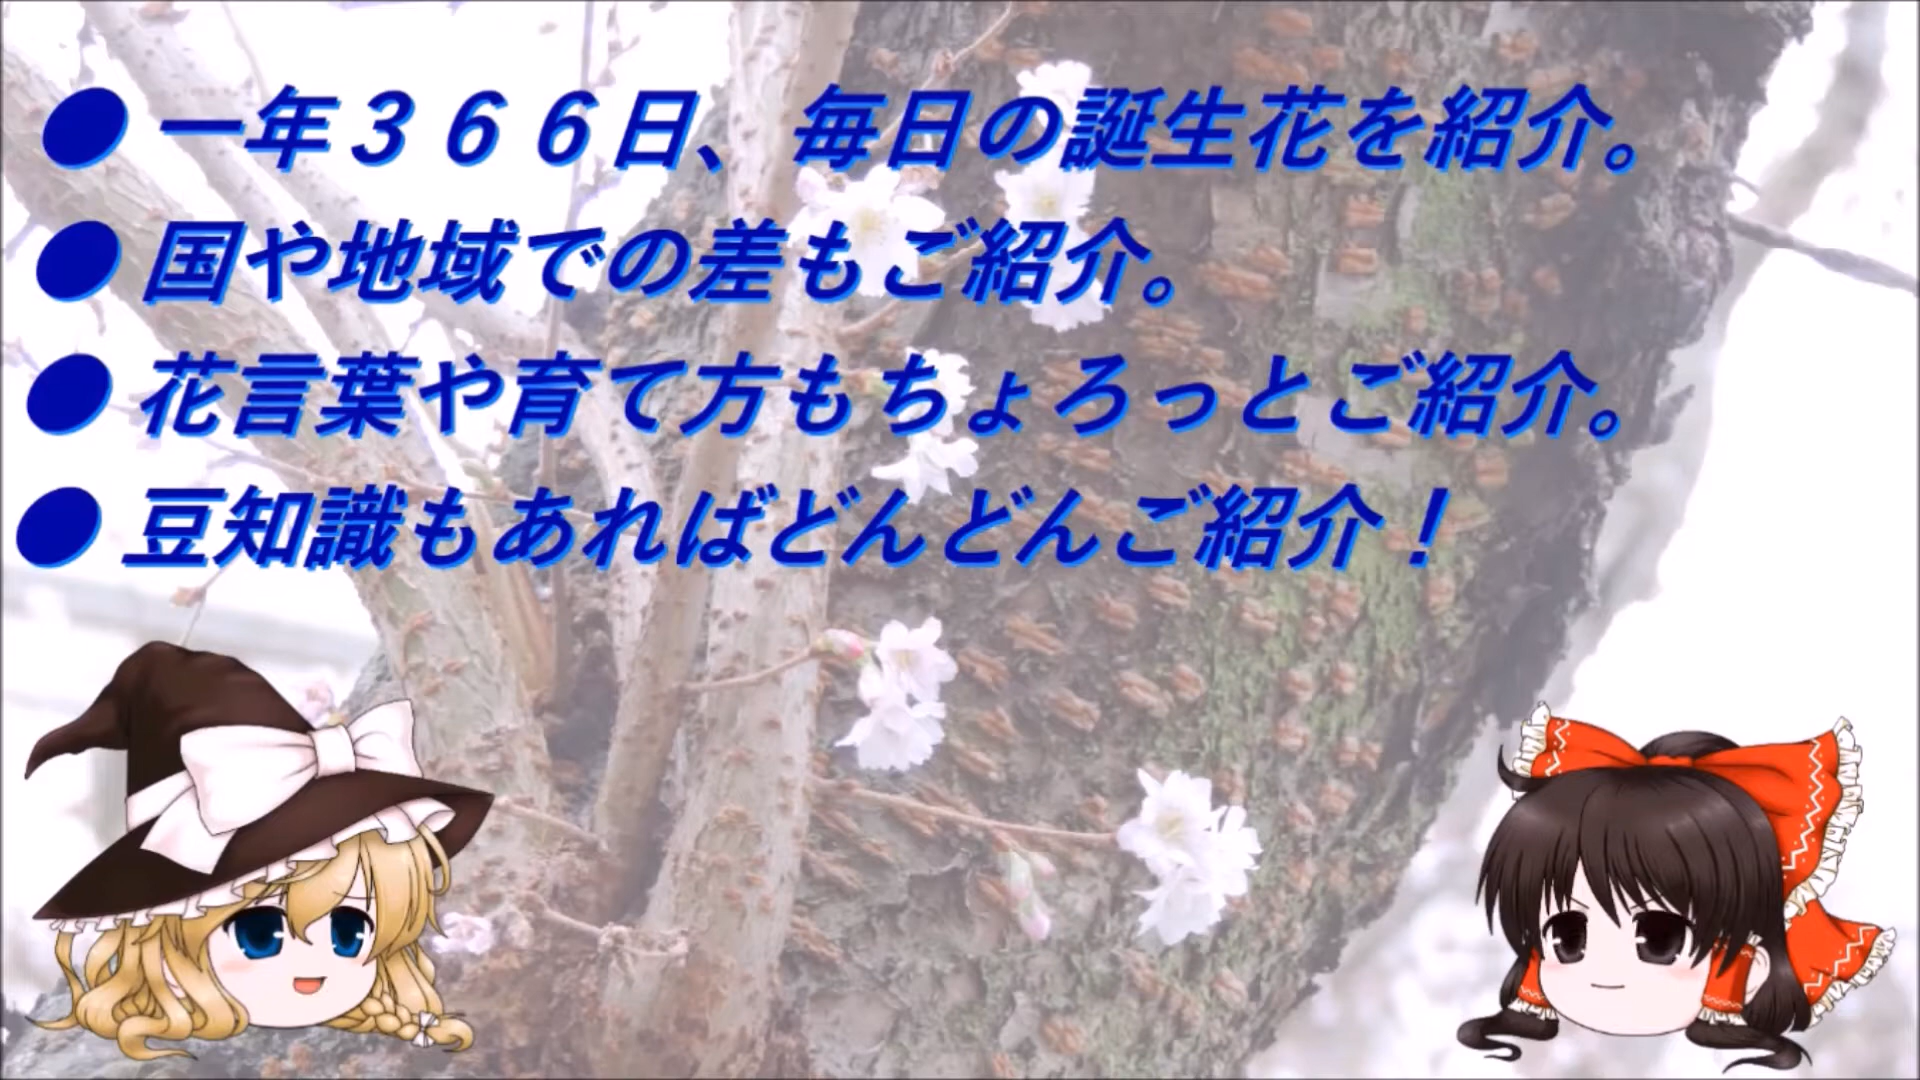 ● 一年３６６日、毎日の誕生花を紹介。
● 国や地域での差もご紹介。
● 花言葉や育て方もちょろっとご紹介。
● 豆知識もあればどんどんご紹介！